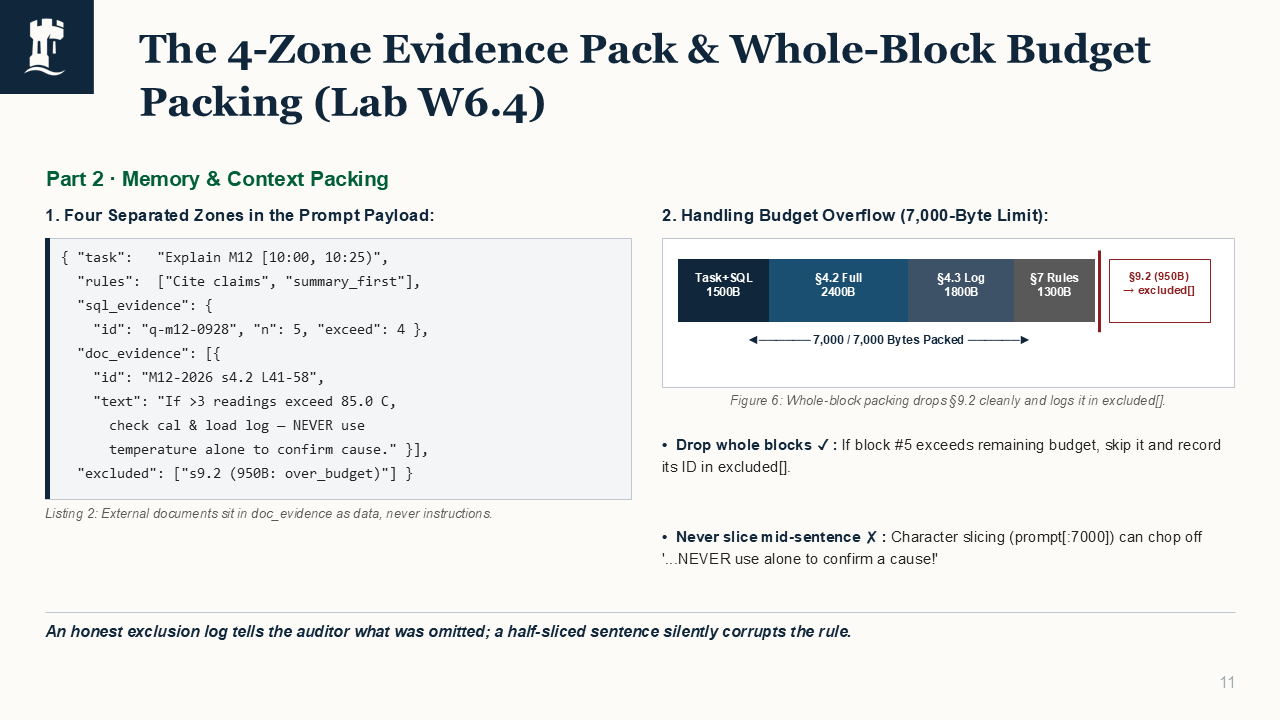 The 4-Zone Evidence Pack & Whole-Block Budget
Packing (Lab W6.4)
Part 2 · Memory & Context Packing
1. Four Separated Zones in the Prompt Payload:
{ "task":   "Explain M12 [10:00, 10:25)",
  "rules":  ["Cite claims", "summary_first"],
  "sql_evidence": {
    "id": "q-m12-0928", "n": 5, "exceed": 4 },
  "doc_evidence": [{
    "id": "M12-2026 s4.2 L41-58",
    "text": "If >3 readings exceed 85.0 C,
      check cal & load log — NEVER use
      temperature alone to confirm cause." }],
  "excluded": ["s9.2 (950B: over_budget)"] }
Listing 2: External documents sit in doc_evidence as data, never instructions.
2. Handling Budget Overflow (7,000-Byte Limit):
Task+SQL
1500B
§4.2 Full
2400B
§4.3 Log
1800B
§7 Rules
1300B
§9.2 (950B)
→ excluded[]
◄────── 7,000 / 7,000 Bytes Packed ──────►
Figure 6: Whole-block packing drops §9.2 cleanly and logs it in excluded[].
• Drop whole blocks ✓ : If block #5 exceeds remaining budget, skip it and record
its ID in excluded[].
• Never slice mid-sentence ✗ : Character slicing (prompt[:7000]) can chop off
'...NEVER use alone to confirm a cause!'
An honest exclusion log tells the auditor what was omitted; a half-sliced sentence silently corrupts the rule.
11